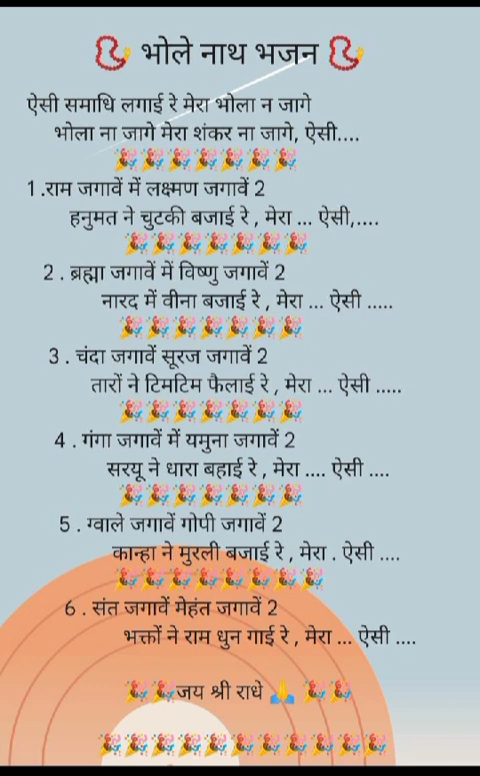 भोले नाथ भजन
ऐसी समाधि लगाई रे मेरा भोला न जागे
भोला ना जागे मेरा शंकर ना जागे, ऐसी....
1.राम जगावें में लक्ष्मण जगावें 2
हनुमत ने चुटकी बजाई रे , मेरा ... ऐसी,....
2 . ब्रह्मा जगावें में विष्णु जगावें 2
नारद में वीना बजाई रे , मेरा ... ऐसी .....
3 . चंदा जगावें सूरज जगावें 2
तारों ने टिमटिम फैलाई रे , मेरा ... ऐसी .....
4 . गंगा जगावें में यमुना जगावें 2
सरयू ने धारा बहाई रे , मेरा .... ऐसी ....
5 . ग्वाले जगावें गोपी जगावें 2
कान्हा ने मुरली बजाई रे , मेरा . ऐसी ....
6 . संत जगावें मेहंत जगावें 2
भक्तों ने राम धुन गाई रे , मेरा ... ऐसी ....
जय श्री राधे